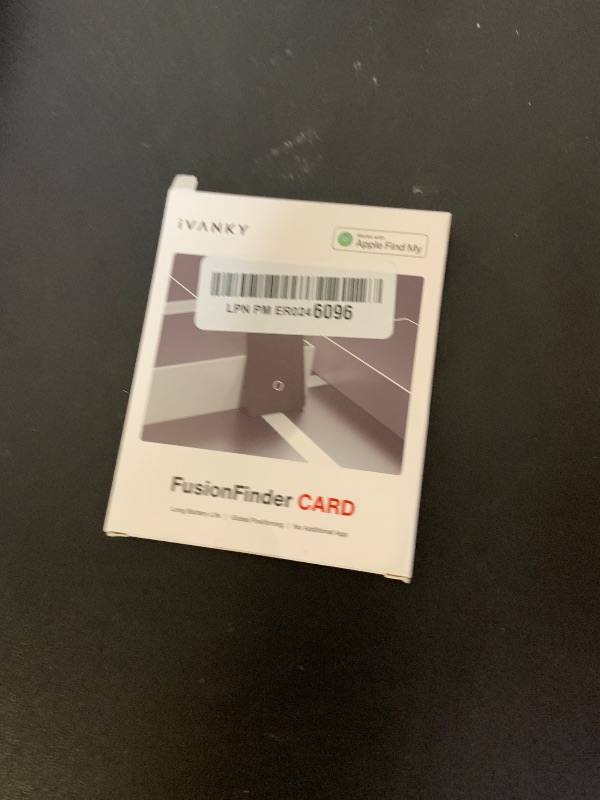 iVANKY
Works with
Apple Find My
LPN PM ER0246096
FusionFinder CARD
Long Battery Life | Global Positioning | No Additional App